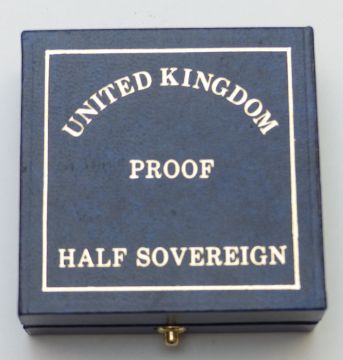 UNITED KINGDOM
PROOF
HALF SOVEREIGN